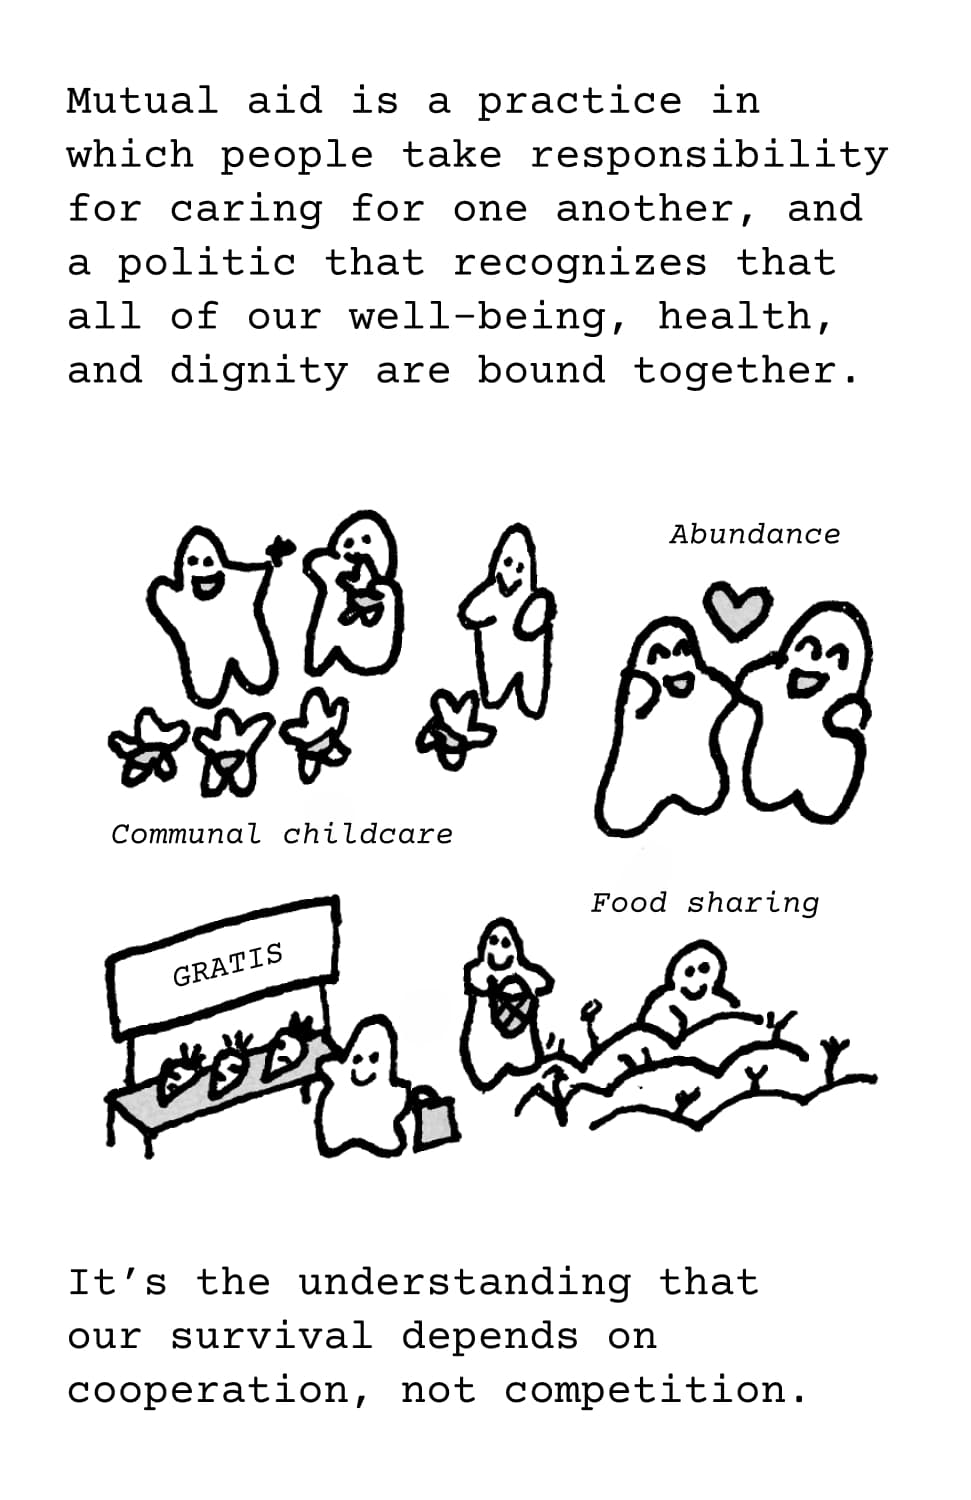 Mutual aid is a practice in
which people take responsibility
for caring for one another, and
a politic that recognizes that
all of our well-being, health,
and dignity are bound together.
Abundance
Communal childcare
Food sharing
GRATIS
It’s the understanding that
our survival depends on
cooperation, not competition.